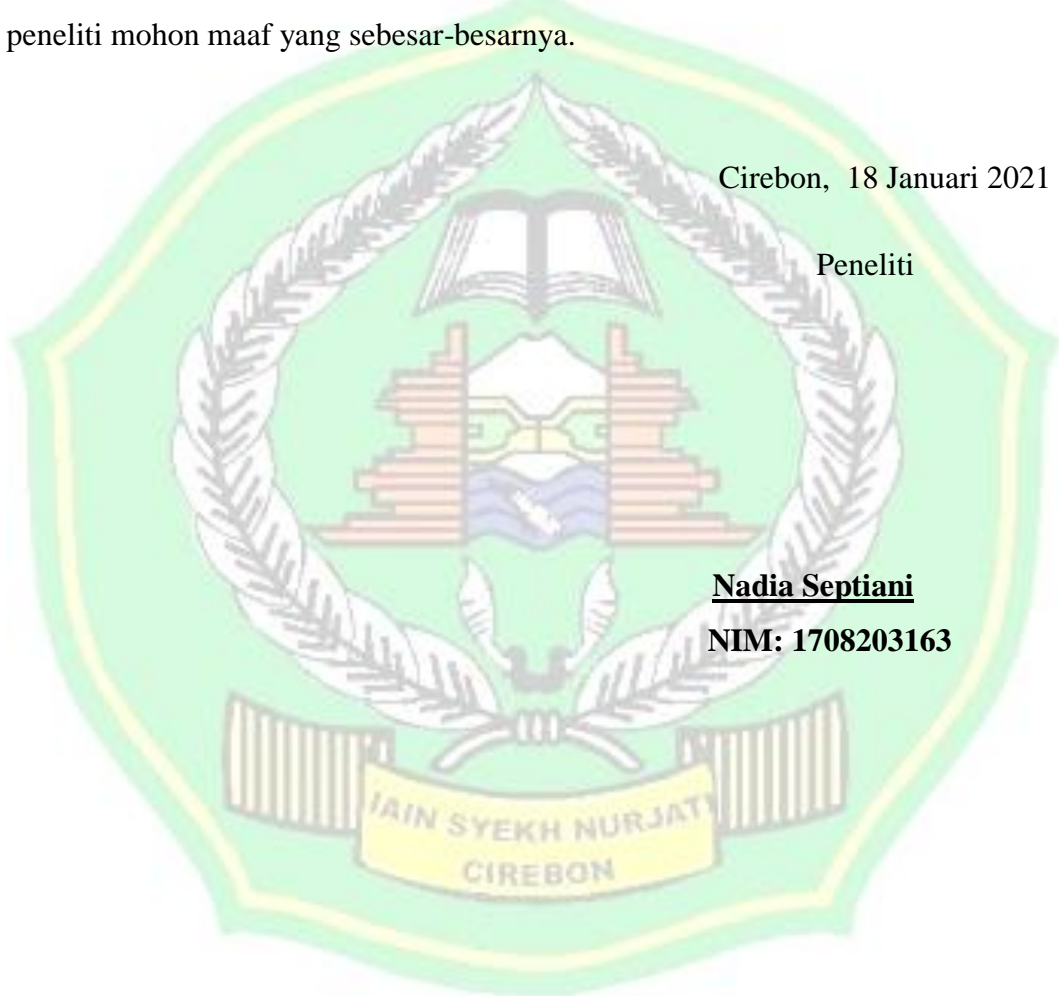 peneliti mohon maaf yang sebesar-besarnya.
Cirebon, 18 Januari 2021
Peneliti
Nadia Septiani
NIM: 1708203163
IAIN SYEKH NURJATI
CIREBON